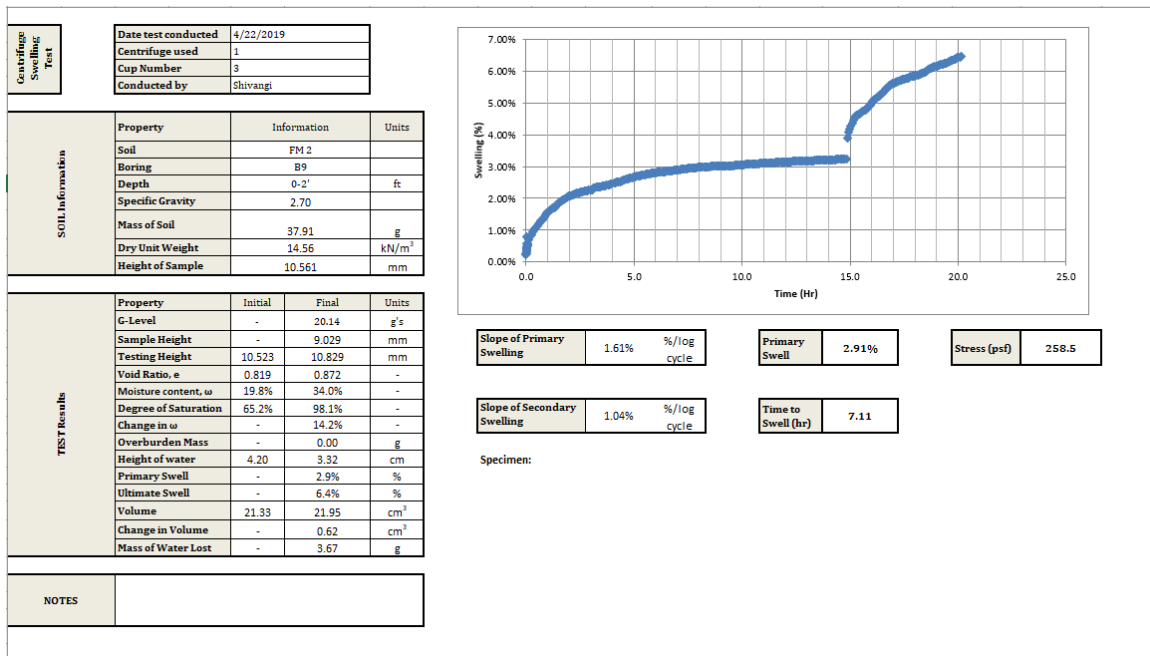 Centrifuge
Swelling
Test
Date test conducted 4/22/2019
Centrifuge used 1
Cup Number 3
Conducted by Shivangi
SOIL Information
Property Information Units
Soil FM 2
Boring B9
Depth 0-2' ft
Specific Gravity 2.70
Mass of Soil 37.91 g
Dry Unit Weight 14.56 kN/m³
Height of Sample 10.561 mm
TEST Results
Property Initial Final Units
G-Level - 20.14 g's
Sample Height - 9.029 mm
Testing Height 10.523 10.829 mm
Void Ratio, e 0.819 0.872 -
Moisture content, ω 19.8% 34.0% -
Degree of Saturation 65.2% 98.1% -
Change in ω - 14.2% -
Overburden Mass - 0.00 g
Height of water 4.20 3.32 cm
Primary Swell - 2.9% %
Ultimate Swell - 6.4% %
Volume 21.33 21.95 cm³
Change in Volume - 0.62 cm³
Mass of Water Lost - 3.67 g
NOTES
7.00%
6.00%
5.00%
4.00%
3.00%
2.00%
1.00%
0.00%
Swelling (%)
0.0 5.0 10.0 15.0 20.0 25.0
Time (Hr)
Slope of Primary
Swelling
1.61%
%/log
cycle
Primary
Swell
2.91%
Stress (psf) 258.5
Slope of Secondary
Swelling
1.04%
%/log
cycle
Time to
Swell (hr)
7.11
Specimen: